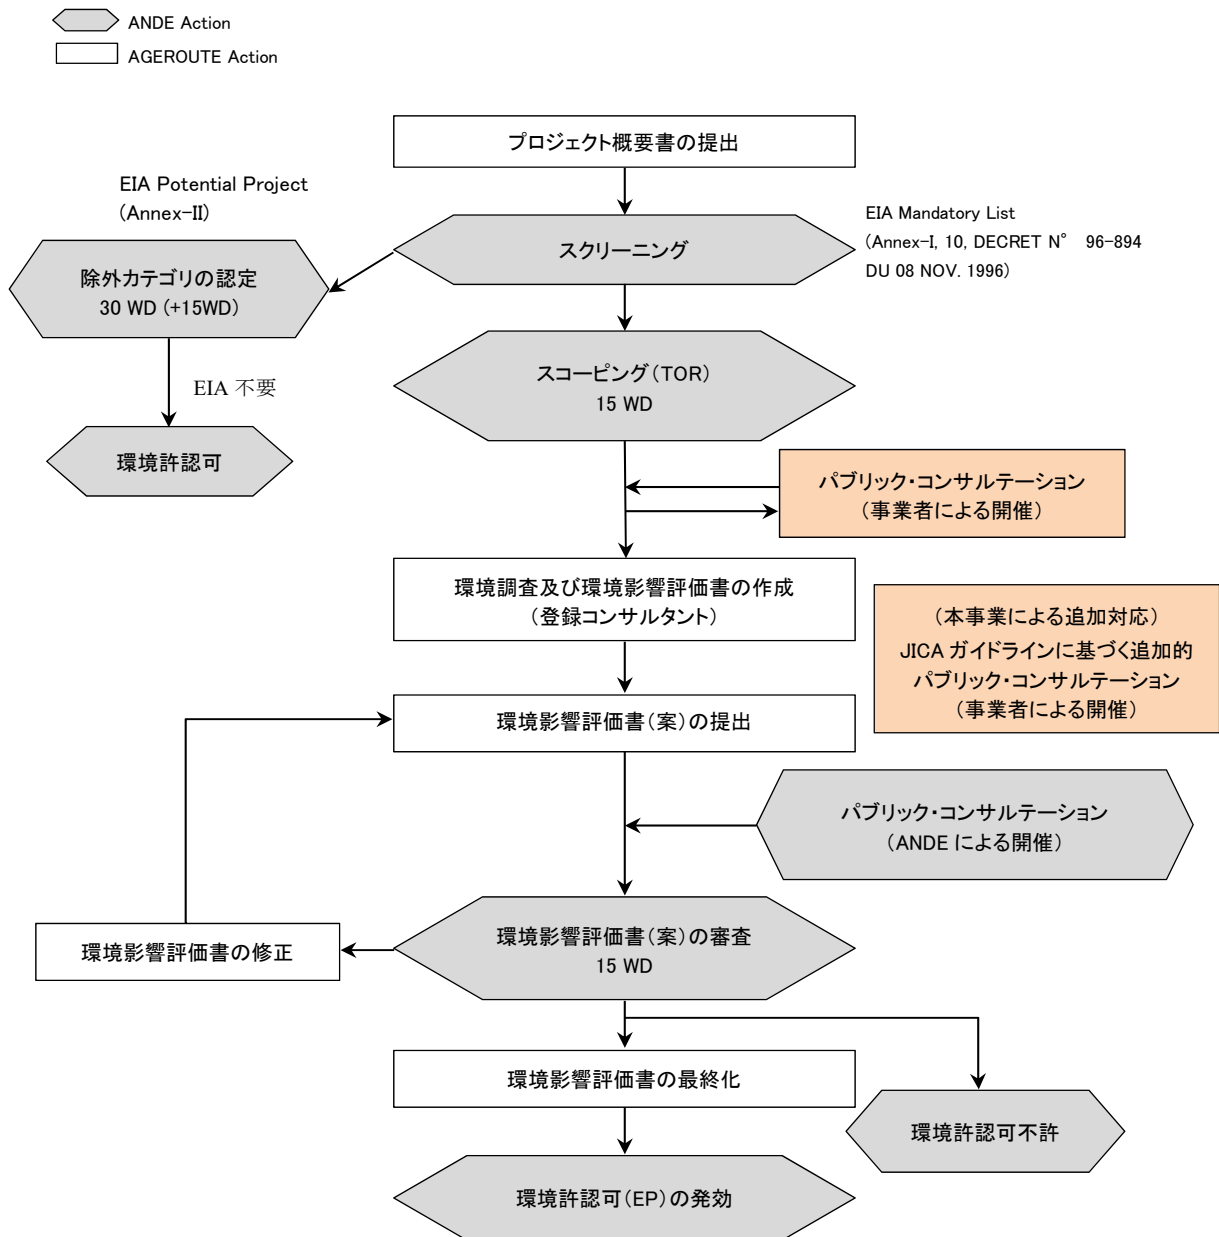 ANDE Action
AGEROUTE Action
プロジェクト概要書の提出
EIA Potential Project
(Annex-II)
スクリーニング
EIA Mandatory List
(Annex-I, 10, DECRET N° 96-894
DU 08 NOV. 1996)
除外カテゴリの認定
30 WD (+15WD)
スコーピング(TOR)
15 WD
EIA 不要
環境許認可
パブリック・コンサルテーション
(事業者による開催)
環境調査及び環境影響評価書の作成
(登録コンサルタント)
(本事業による追加対応)
JICA ガイドラインに基づく追加的
パブリック・コンサルテーション
(事業者による開催)
環境影響評価書(案)の提出
パブリック・コンサルテーション
(ANDE による開催)
環境影響評価書(案)の審査
15 WD
環境影響評価書の修正
環境影響評価書の最終化
環境許認可不許
環境許認可(EP)の発効